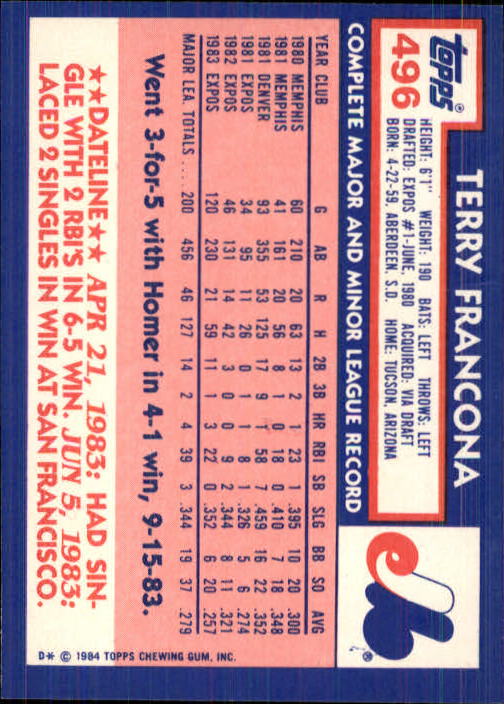 topps®
496
TERRY FRANCONA
HEIGHT: 6'1" WEIGHT: 190 BATS: LEFT THROWS: LEFT
DRAFTED: EXPOS #1-JUNE, 1980 ACQUIRED: VIA DRAFT
BORN: 4-22-59, ABERDEEN, S.D. HOME: TUCSON, ARIZONA
COMPLETE MAJOR AND MINOR LEAGUE RECORD
YEAR CLUB G AB R H 2B 3B HR RBI SB SLG BB SO AVG
1980 MEMPHIS 60 210 20 63 13 2 1 23 1 .395 10 20 .300
1981 MEMPHIS 41 161 20 56 8 1 0 18 0 .410 7 18 .348
1981 DENVER 93 355 53 125 17 9 1 58 7 .459 16 22 .352
1981 EXPOS 34 95 11 26 0 1 1 8 1 .326 5 6 .274
1982 EXPOS 46 131 14 42 3 0 0 9 2 .344 8 11 .321
1983 EXPOS 120 230 21 59 11 1 3 22 0 .352 6 20 .257
MAJOR LEA. TOTALS ... 200 456 46 127 14 2 4 39 3 .344 19 37 .279
Went 3-for-5 with Homer in 4-1 win, 9-15-83.
★★DATELINE★★ APR 21, 1983: HAD SIN-
GLE WITH 2 RBI'S IN 6-5 WIN. JUN 5, 1983:
LACED 2 SINGLES IN WIN AT SAN FRANCISCO.
D* © 1984 TOPPS CHEWING GUM, INC.